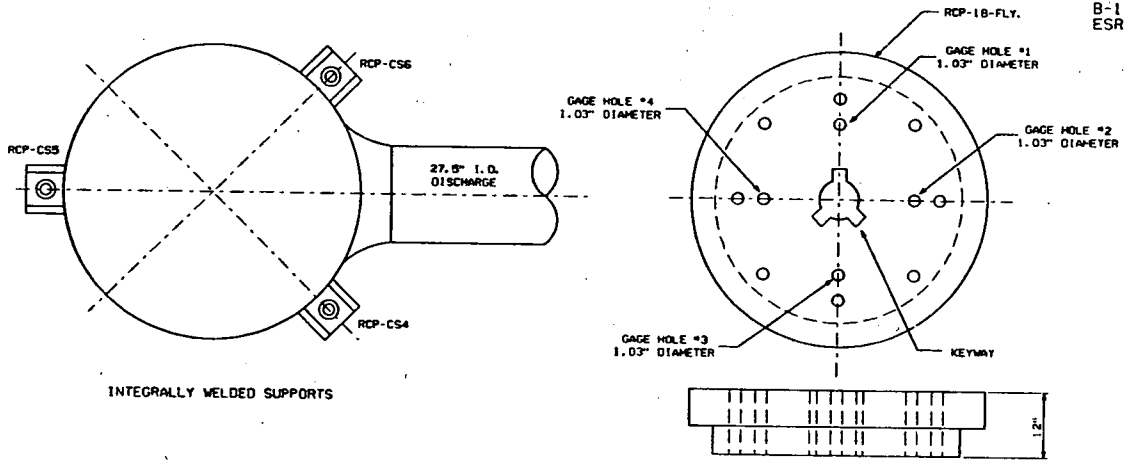 B-1
ESR
RCP-1B-FLY.
RCP-CS6
GAGE HOLE #1
1.03" DIAMETER
GAGE HOLE #4
1.03" DIAMETER
GAGE HOLE #2
1.03" DIAMETER
RCP-CS5
27.5" I.D.
DISCHARGE
RCP-CS4
GAGE HOLE #3
1.03" DIAMETER
KEYWAY
INTEGRALLY WELDED SUPPORTS
12"